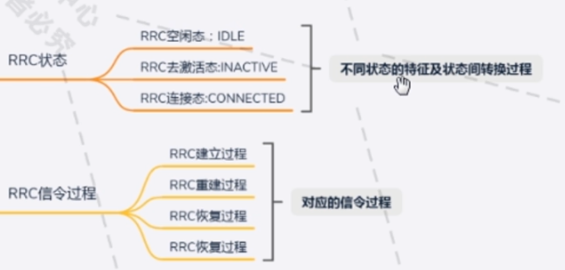 RRC空闲态：IDLE
RRC状态
RRC去激活态:INACTIVE
不同状态的特征及状态间转换过程
RRC连接态:CONNECTED
RRC建立过程
RRC信令过程
RRC重建过程
对应的信令过程
RRC恢复过程
RRC恢复过程